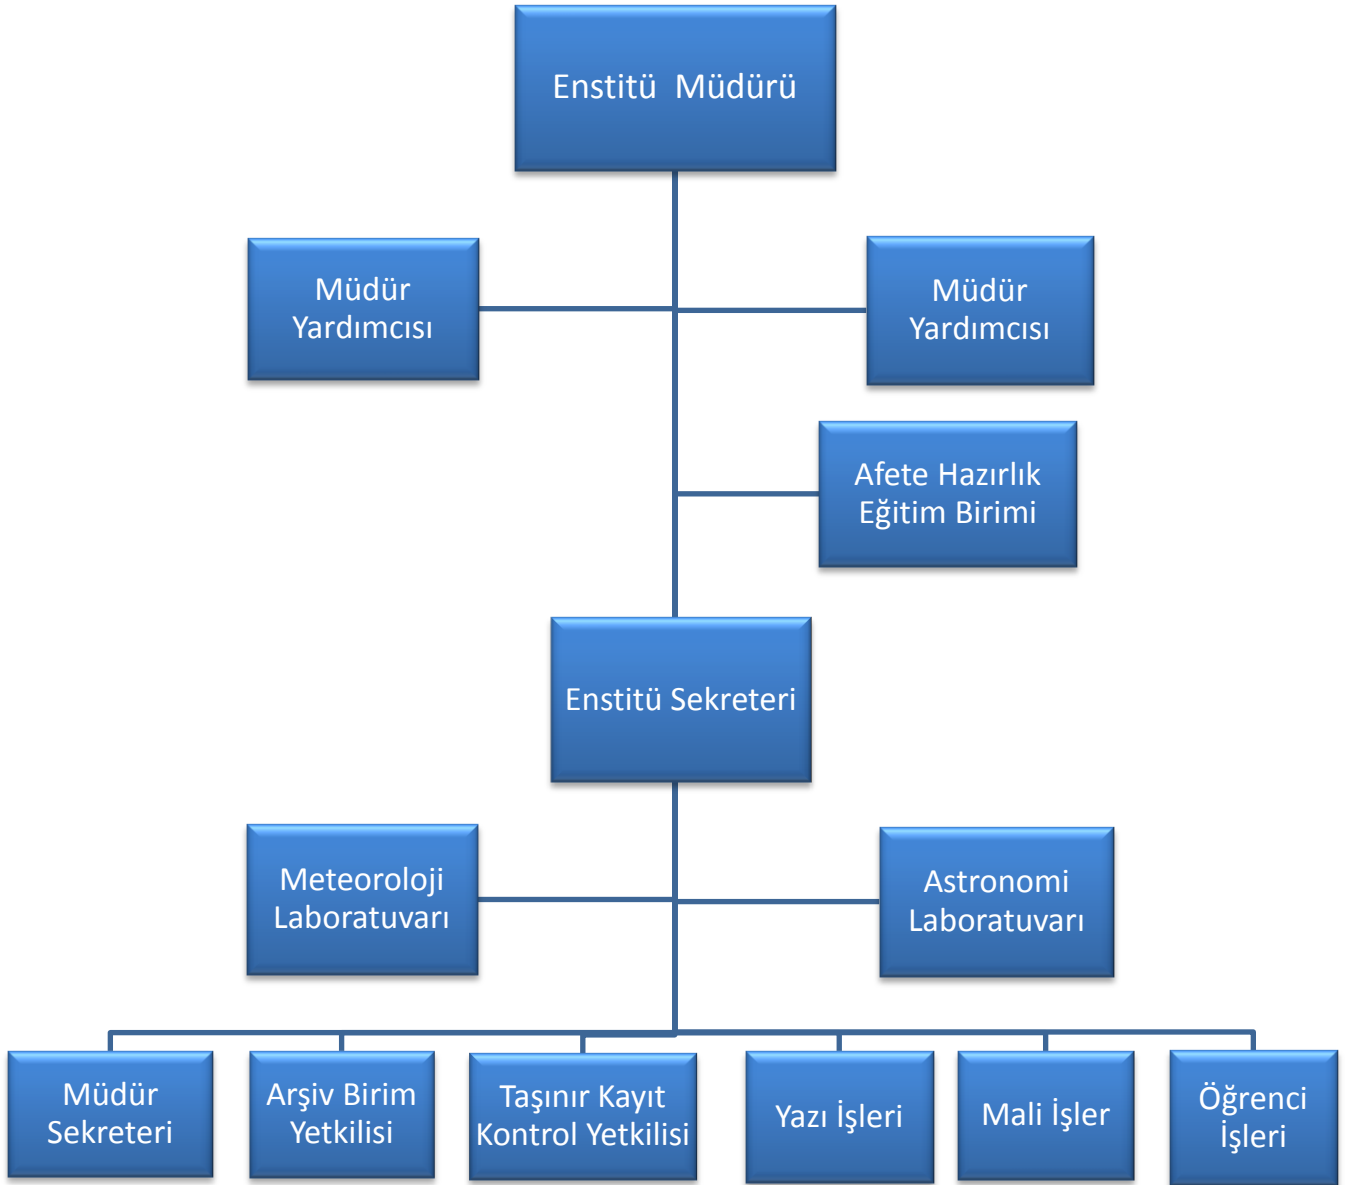 Enstitü  Müdürü
Müdür
Yardımcısı
Müdür
Yardımcısı
Afete Hazırlık
Eğitim Birimi
Enstitü Sekreteri
Meteoroloji
Laboratuvarı
Astronomi
Laboratuvarı
Müdür
Sekreteri
Arşiv Birim
Yetkilisi
Taşınır Kayıt
Kontrol Yetkilisi
Yazı İşleri
Mali İşler
Öğrenci
İşleri